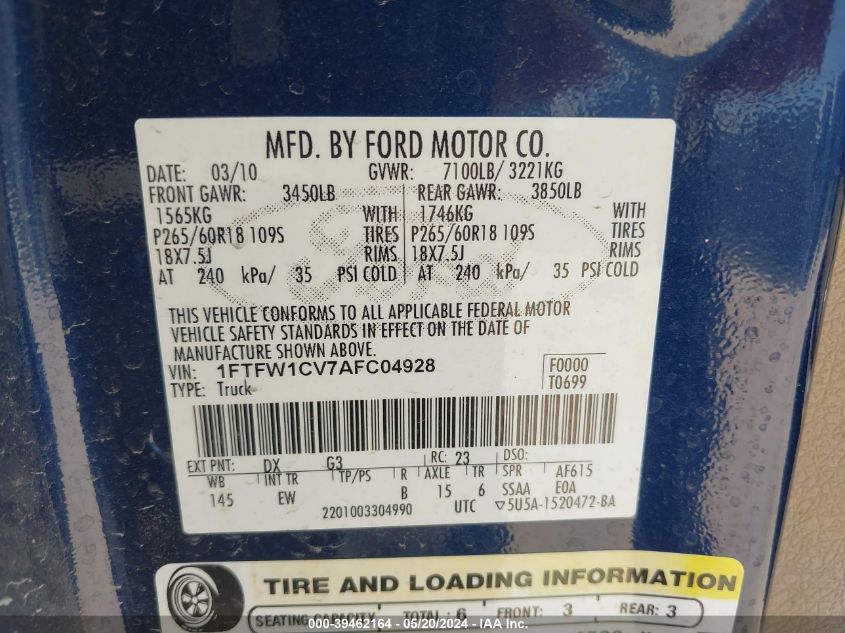 MFD. BY FORD MOTOR CO.
DATE: 03/10 GVWR: 7100LB/ 3221KG
FRONT GAWR: 3450LB REAR GAWR: 3850LB
1565KG WITH 1746KG WITH
P265/60R18 109S TIRES P265/60R18 109S TIRES
18X7.5J RIMS 18X7.5J RIMS
AT 240 kPa/ 35 PSI COLD AT 240 kPa/ 35 PSI COLD
THIS VEHICLE CONFORMS TO ALL APPLICABLE FEDERAL MOTOR
VEHICLE SAFETY STANDARDS IN EFFECT ON THE DATE OF
MANUFACTURE SHOWN ABOVE.
VIN: 1FTFW1CV7AFC04928 F0000
TYPE: Truck T0699
EXT PNT: DX G3 RC: 23 DSO:
WB INT TR TP/PS R AXLE TR SPR AF615
145 EW B 15 6 SSAA E0A
2201003304990 UTC ▽5U5A-1520472-BA
TIRE AND LOADING INFORMATION
SEATING CAPACITY TOTAL: 6 FRONT: 3 REAR: 3
000-39462164 - 05/20/2024 - IAA Inc.